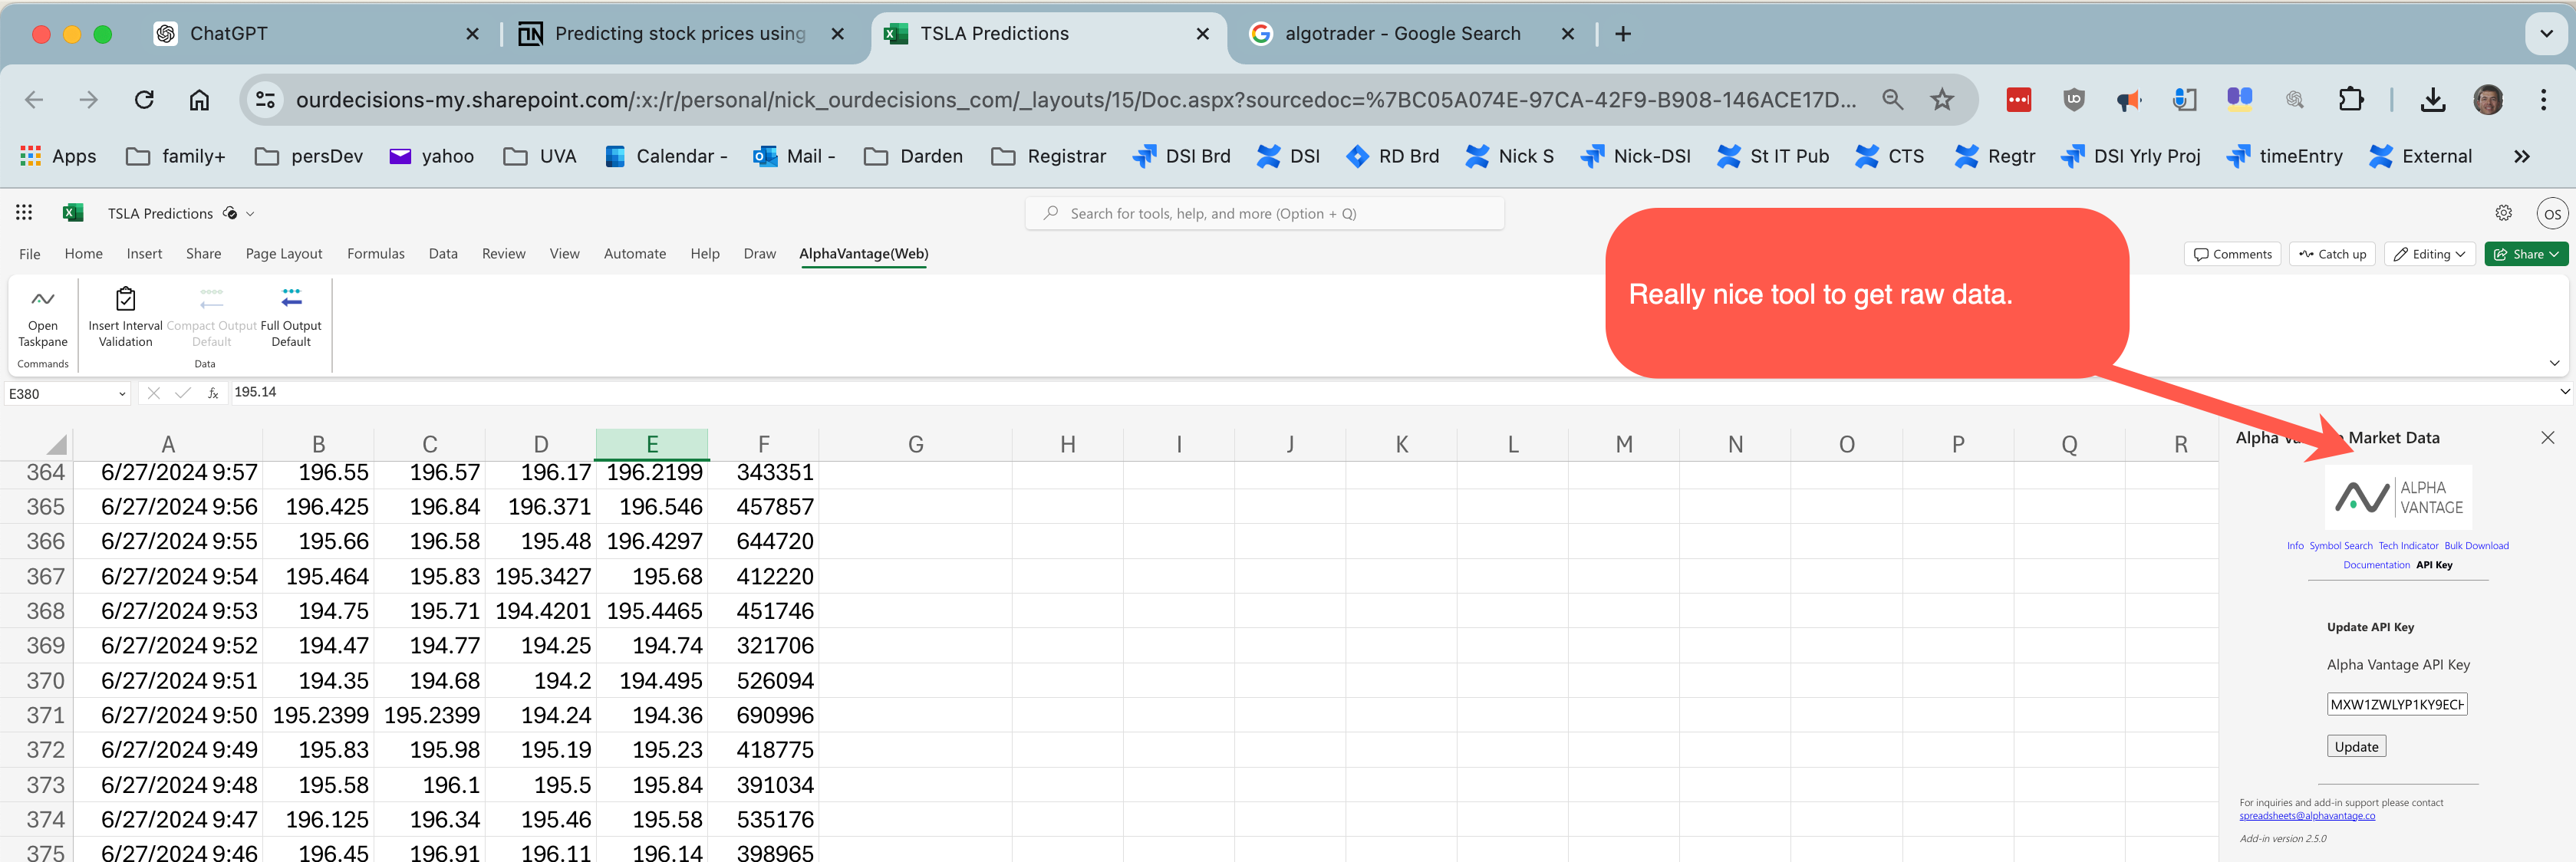 ChatGPT
Predicting stock prices using
TSLA Predictions
algotrader - Google Search
ourdecisions-my.sharepoint.com/:x:/r/personal/nick_ourdecisions_com/_layouts/15/Doc.aspx?sourcedoc=%7BC05A074E-97CA-42F9-B908-146ACE17D...
Apps family+ persDev yahoo UVA Calendar - Mail - Darden Registrar DSI Brd DSI RD Brd Nick S Nick-DSI St IT Pub CTS Regtr DSI Yrly Proj timeEntry External »
TSLA Predictions
Search for tools, help, and more (Option + Q)
OS
File Home Insert Share Page Layout Formulas Data Review View Automate Help Draw AlphaVantage(Web)
Comments Catch up Editing Share
Open Taskpane
Commands
Insert Interval Validation
Compact Output Default
Full Output Default
Data
Really nice tool to get raw data.
E380 fx 195.14
A B C D E F G H I J K L M N O P Q R
364 6/27/2024 9:57 196.55 196.57 196.17 196.2199 343351
365 6/27/2024 9:56 196.425 196.84 196.371 196.546 457857
366 6/27/2024 9:55 195.66 196.58 195.48 196.4297 644720
367 6/27/2024 9:54 195.464 195.83 195.3427 195.68 412220
368 6/27/2024 9:53 194.75 195.71 194.4201 195.4465 451746
369 6/27/2024 9:52 194.47 194.77 194.25 194.74 321706
370 6/27/2024 9:51 194.35 194.68 194.2 194.495 526094
371 6/27/2024 9:50 195.2399 195.2399 194.24 194.36 690996
372 6/27/2024 9:49 195.83 195.98 195.19 195.23 418775
373 6/27/2024 9:48 195.58 196.1 195.5 195.84 391034
374 6/27/2024 9:47 196.125 196.34 195.46 195.58 535176
375 6/27/2024 9:46 196.45 196.91 196.11 196.14 398965
Alpha Market Data
ALPHA
VANTAGE
Info Symbol Search Tech Indicator Bulk Download
Documentation API Key
Update API Key
Alpha Vantage API Key
MXW1ZWLYP1KY9ECH
Update
For inquiries and add-in support please contact
spreadsheets@alphavantage.co
Add-in version 2.5.0